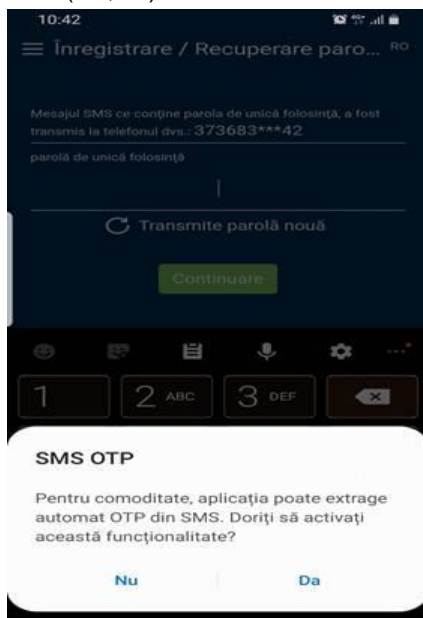 10:42
Înregistrare / Recuperare paro... RO
Mesajul SMS ce conține parola de unică folosință, a fost
transmis la telefonul dvs.: 373683***42
parolă de unică folosință
Transmite parolă nouă
Continuare
1 2 ABC 3 DEF
SMS OTP
Pentru comoditate, aplicația poate extrage
automat OTP din SMS. Doriți să activați
această funcționalitate?
Nu Da